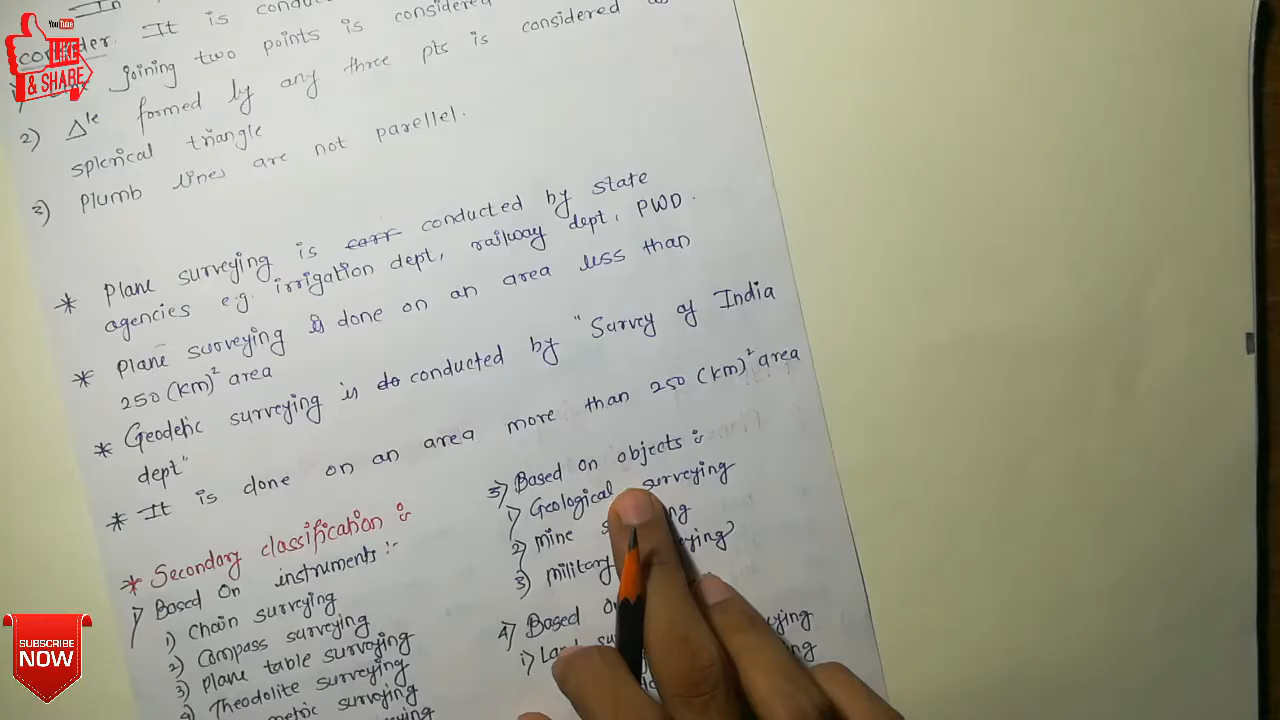 In
consider. It is
joining two points is considered
2) Δle formed by any three pts is considered as
spherical triangle
3) Plumb lines are not parellel.
* Plane surveying is carr conducted by state
agencies e.g. irrigation dept, railway dept, PWD.
* Plane surveying is done on an area less than
250 (km)² area
* Geodetic surveying is do conducted by "Survey of India
dept"
* It is done on an area more than 250 (km)² area
* Secondary classification :
1) Based on instruments :-
1) Chain surveying
2) Compass surveying
3) Plane table surveying
4) Theodolite surveying
surveying
3) Based on objects :
1) Geological surveying
2) Mine
3) Military
4) Based
i) Land
YouTube
LIKE
& SHARE
SUBSCRIBE
NOW